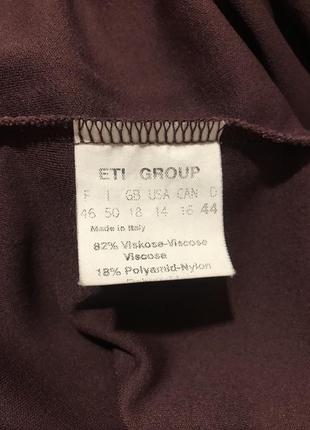 ETI GROUP
F I GB USA CAN D
46 50 18 14 16 44
Made in Italy
82% Viskose-Viscose
Viscose
18% Polyamid-Nylon